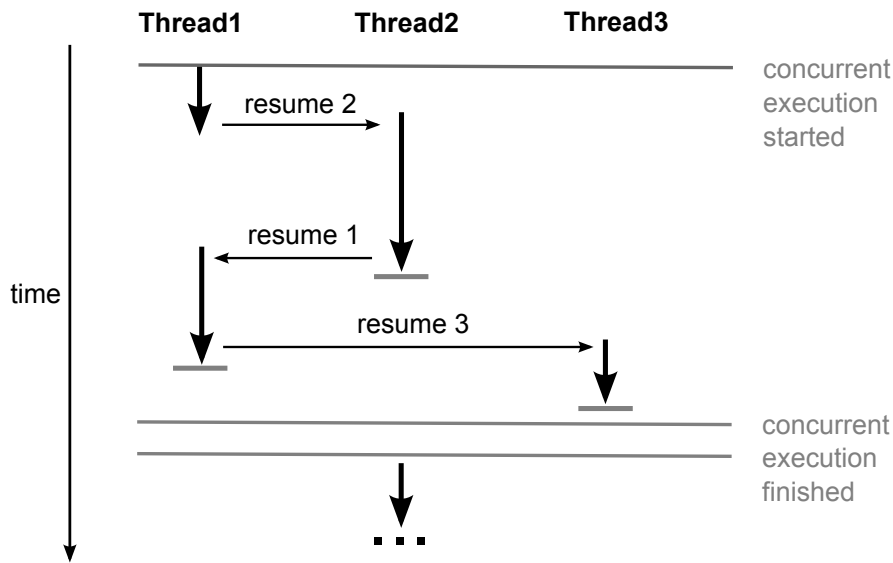 Thread1 Thread2 Thread3
concurrent
execution
started
resume 2
resume 1
time
resume 3
concurrent
execution
finished
...